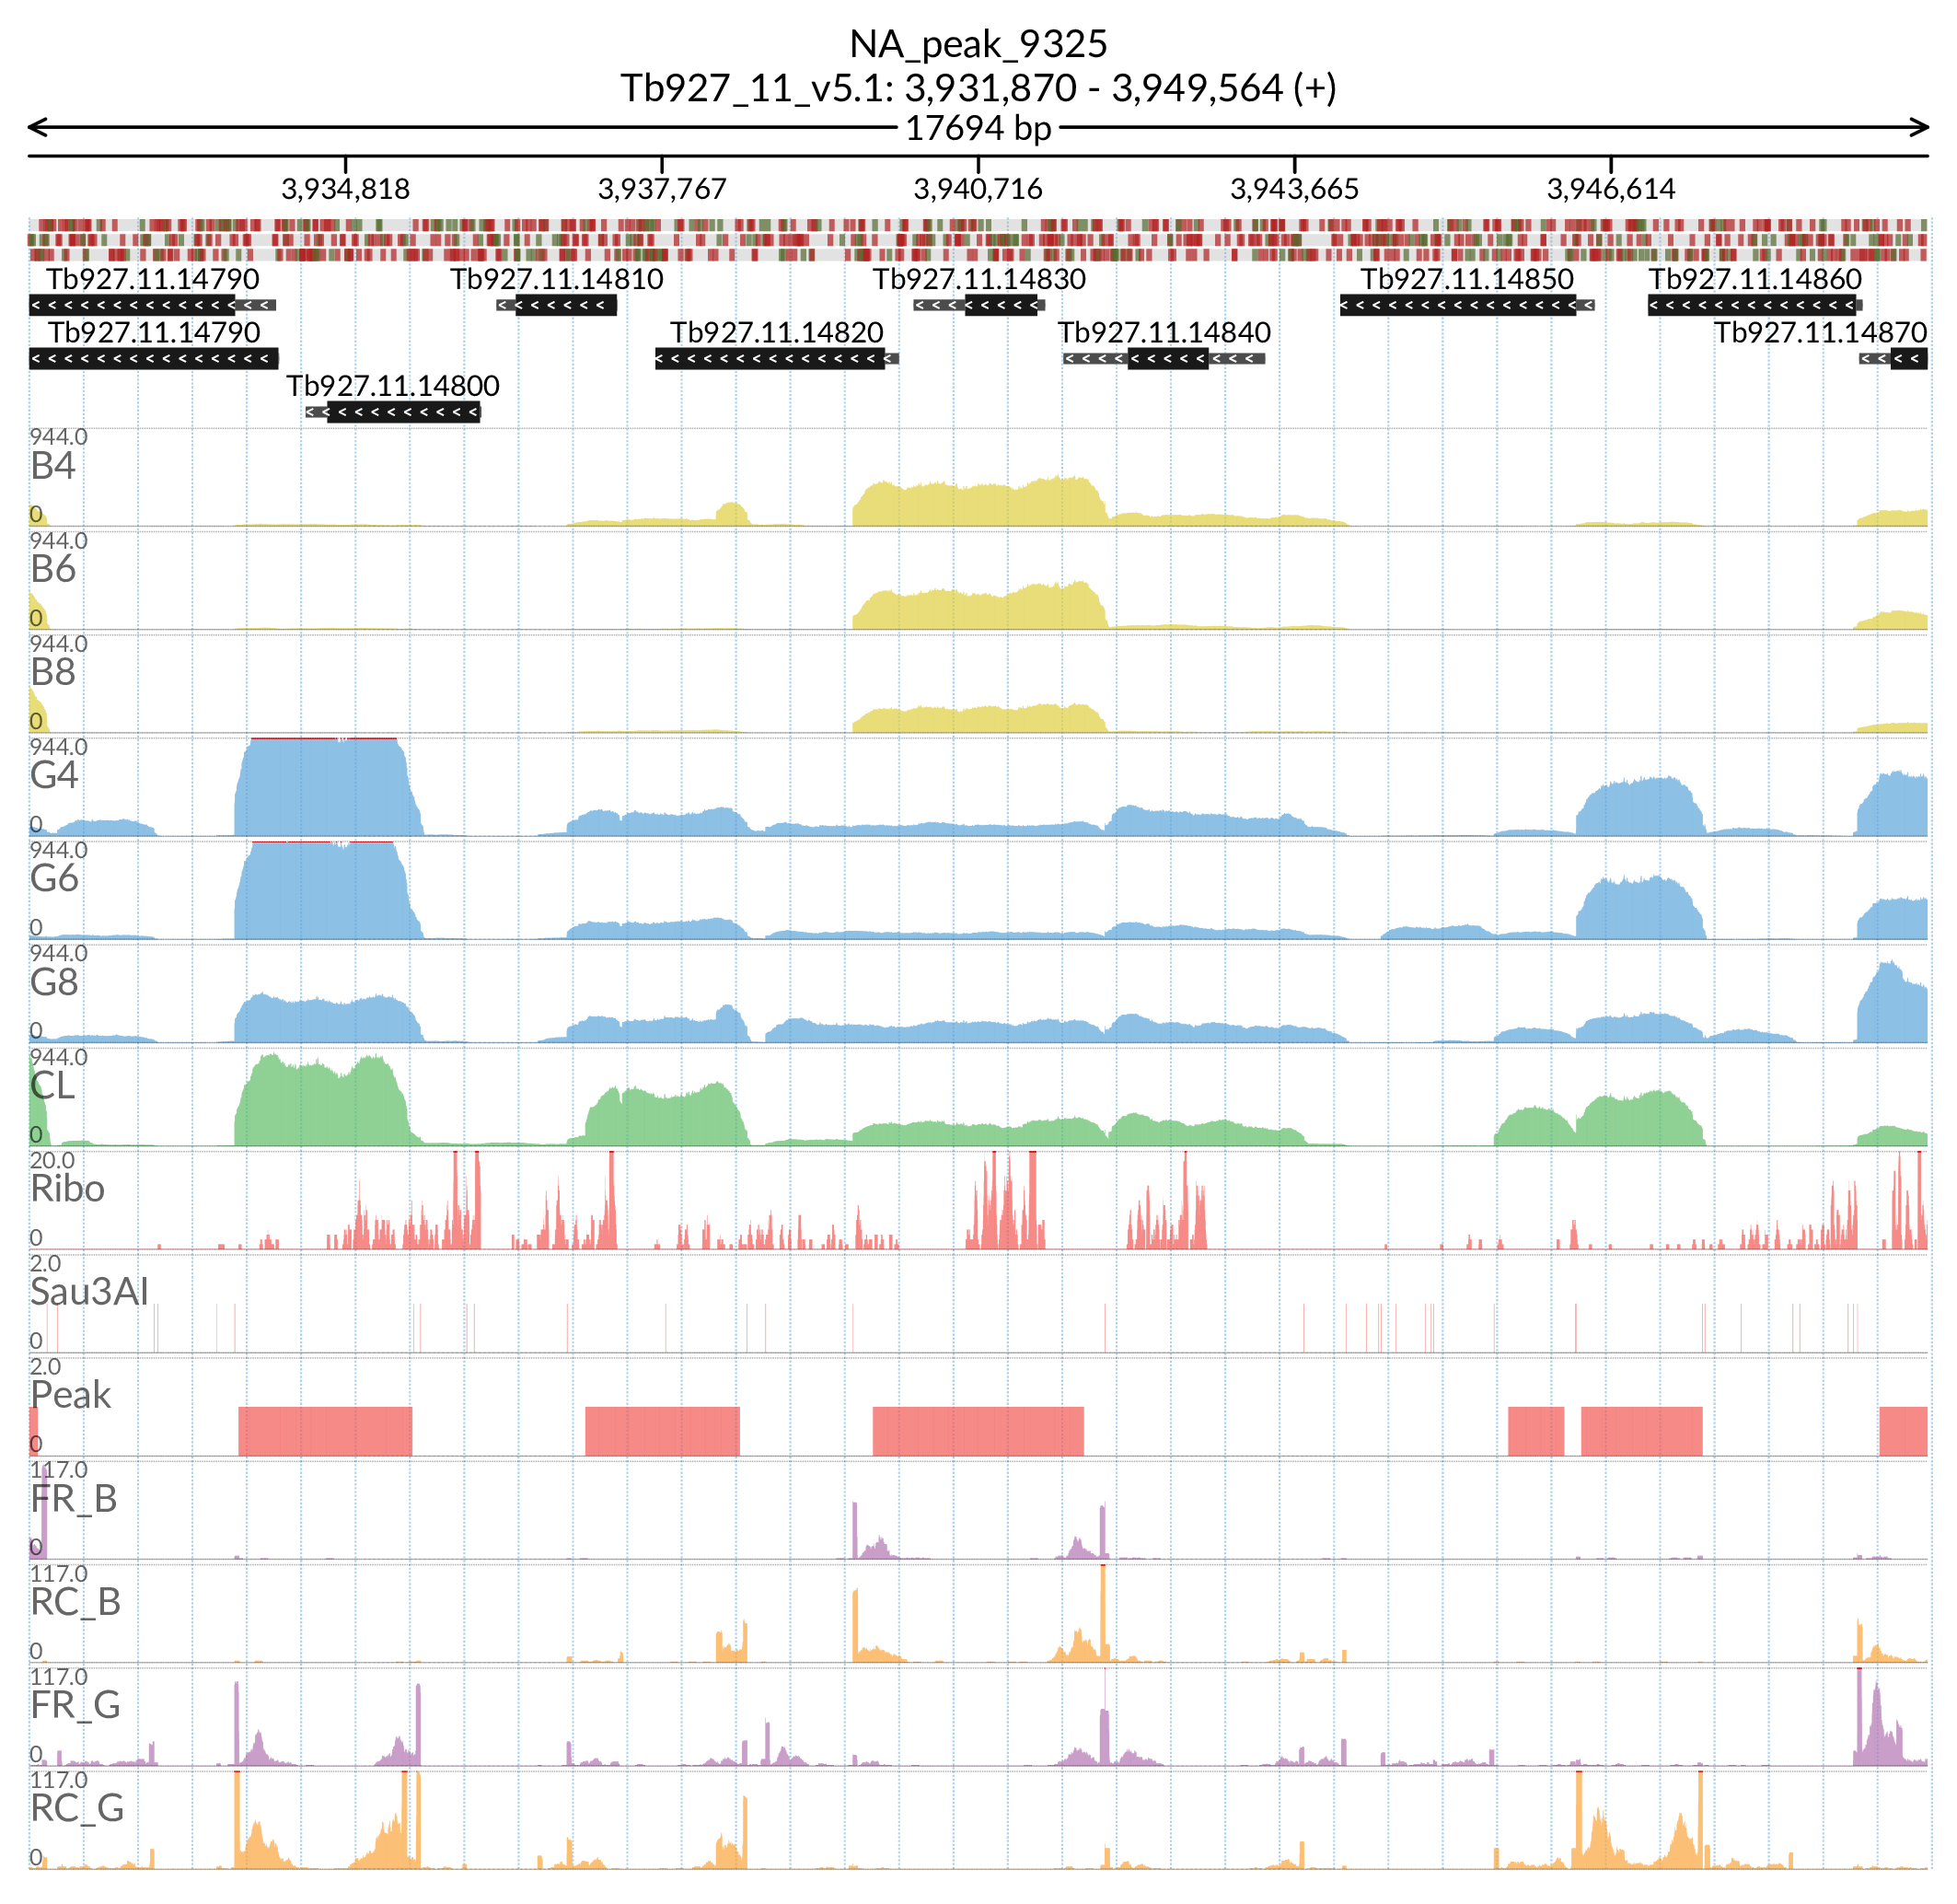 NA_peak_9325
Tb927_11_v5.1: 3,931,870 - 3,949,564 (+)
17694 bp
3,934,818 3,937,767 3,940,716 3,943,665 3,946,614
Tb927.11.14790 Tb927.11.14810 Tb927.11.14830 Tb927.11.14850 Tb927.11.14860
Tb927.11.14790 Tb927.11.14820 Tb927.11.14840 Tb927.11.14870
Tb927.11.14800
944.0
B4
0
944.0
B6
0
944.0
B8
0
944.0
G4
0
944.0
G6
0
944.0
G8
0
944.0
CL
0
20.0
Ribo
0
2.0
Sau3AI
0
2.0
Peak
0
117.0
FR_B
0
117.0
RC_B
0
117.0
FR_G
0
117.0
RC_G
0